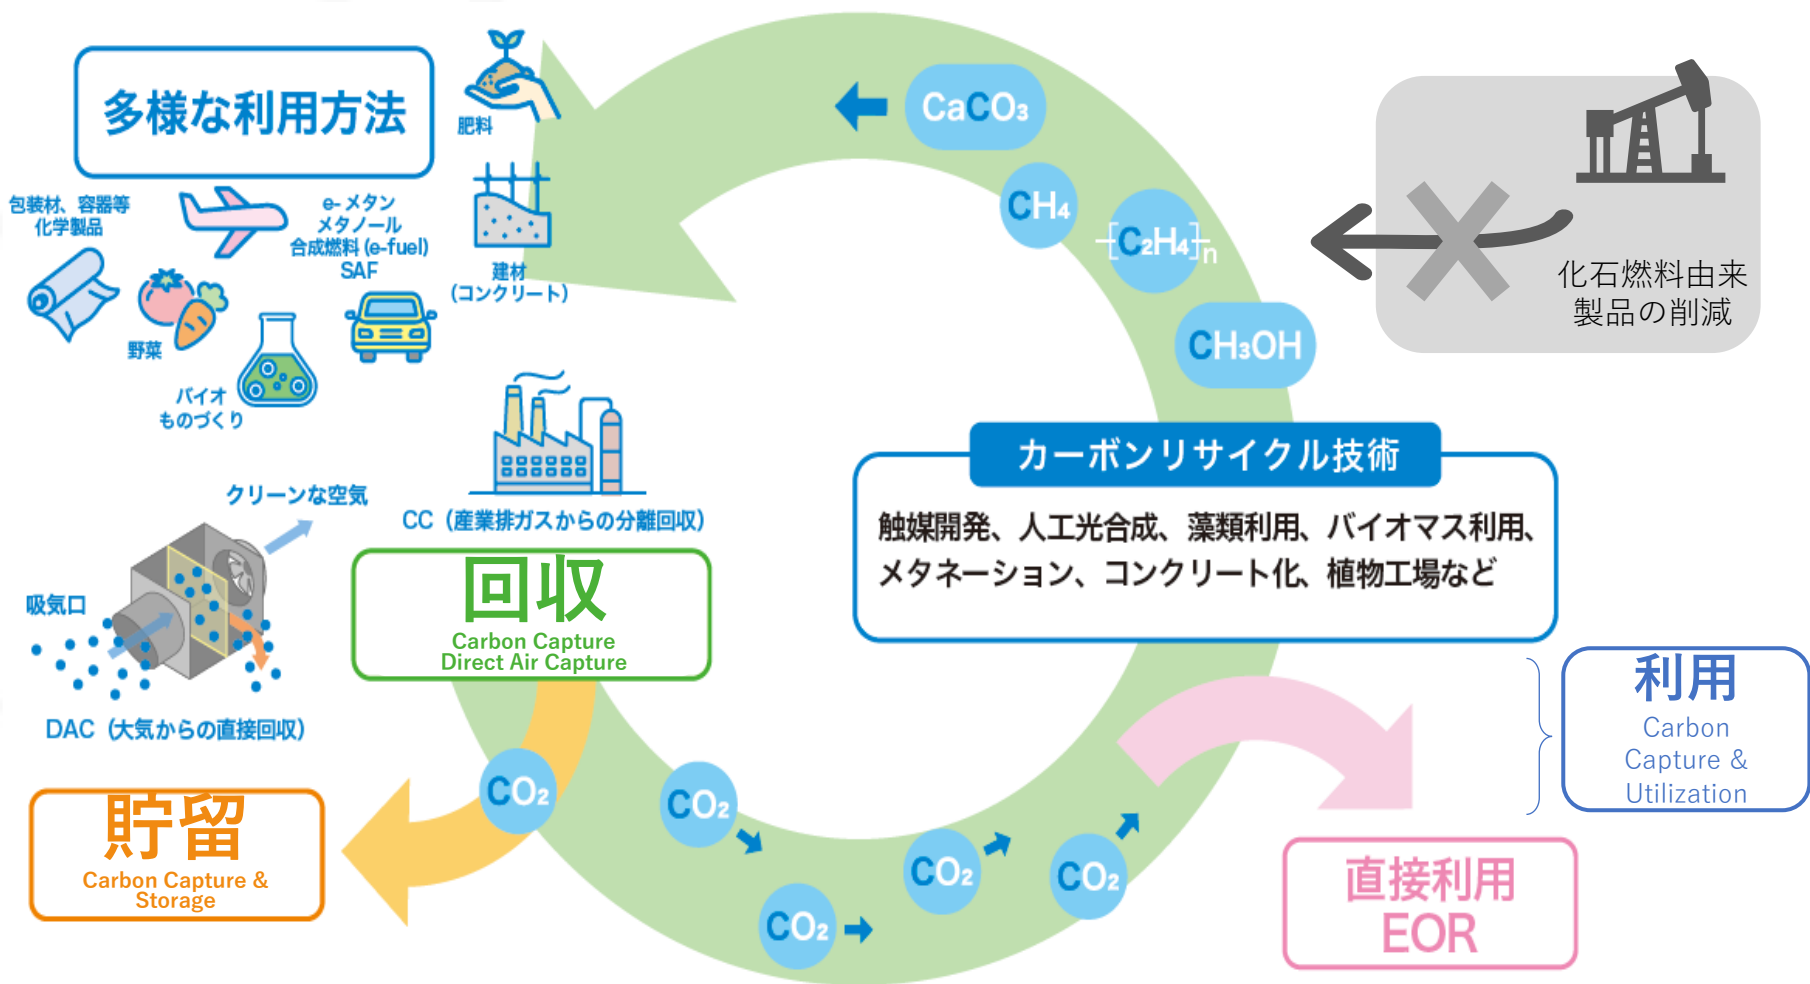 多様な利用方法
肥料
包装材、容器等
化学製品
e-メタン
メタノール
合成燃料(e-fuel)
SAF
建材
(コンクリート)
野菜
バイオ
ものづくり
CaCO₃
CH₄
-[C₂H₄]-n
CH₃OH
化石燃料由来
製品の削減
カーボンリサイクル技術
触媒開発、人工光合成、藻類利用、バイオマス利用、
メタネーション、コンクリート化、植物工場など
クリーンな空気
CC(産業排ガスからの分離回収)
回収
Carbon Capture
Direct Air Capture
吸気口
DAC(大気からの直接回収)
貯留
Carbon Capture &
Storage
CO₂
CO₂
CO₂
CO₂
CO₂
利用
Carbon
Capture &
Utilization
直接利用
EOR